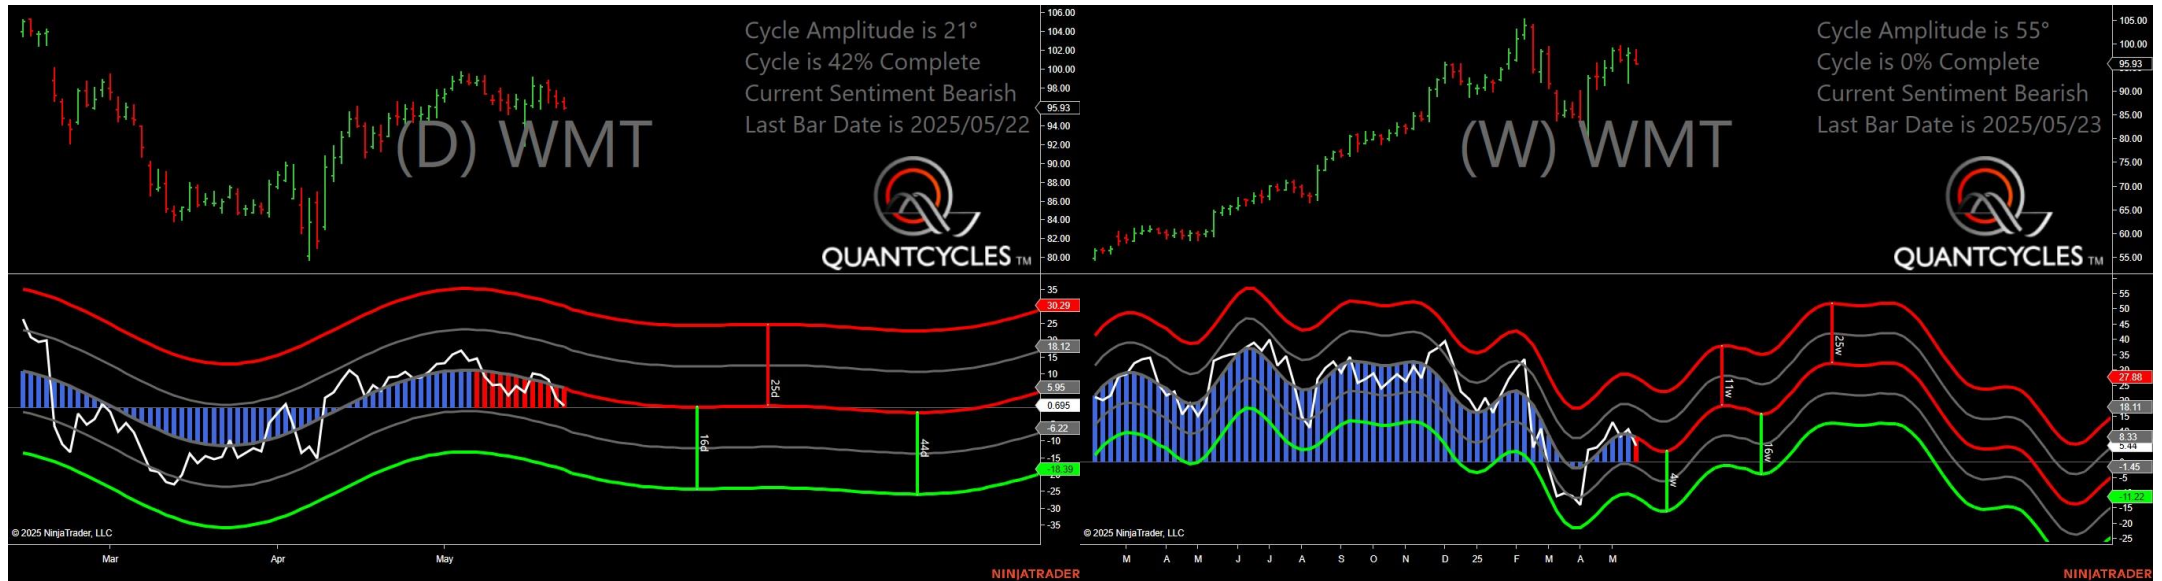 Cycle Amplitude is 21°
Cycle is 42% Complete
Current Sentiment Bearish
Last Bar Date is 2025/05/22
(D) WMT
QUANTCYCLES TM
106.00
104.00
102.00
100.00
98.00
95.93
94.00
92.00
90.00
88.00
86.00
84.00
82.00
80.00
35
30.29
25
18.12
15
10
5.95
0.695
-6.22
-10
-15
-18.39
-25
-30
-35
16d
25d
44d
© 2025 NinjaTrader, LLC
Mar Apr May
NINJATRADER
Cycle Amplitude is 55°
Cycle is 0% Complete
Current Sentiment Bearish
Last Bar Date is 2025/05/23
(W) WMT
QUANTCYCLES TM
105.00
100.00
95.93
90.00
85.00
80.00
75.00
70.00
65.00
60.00
55.00
55
50
45
40
35
30
27.88
18.11
15
8.33
5.44
-1.45
-5
-11.22
-15
-20
-25
4w
11w
16w
25w
© 2025 NinjaTrader, LLC
M A M J J A S O N D 25 F M A M
NINJATRADER